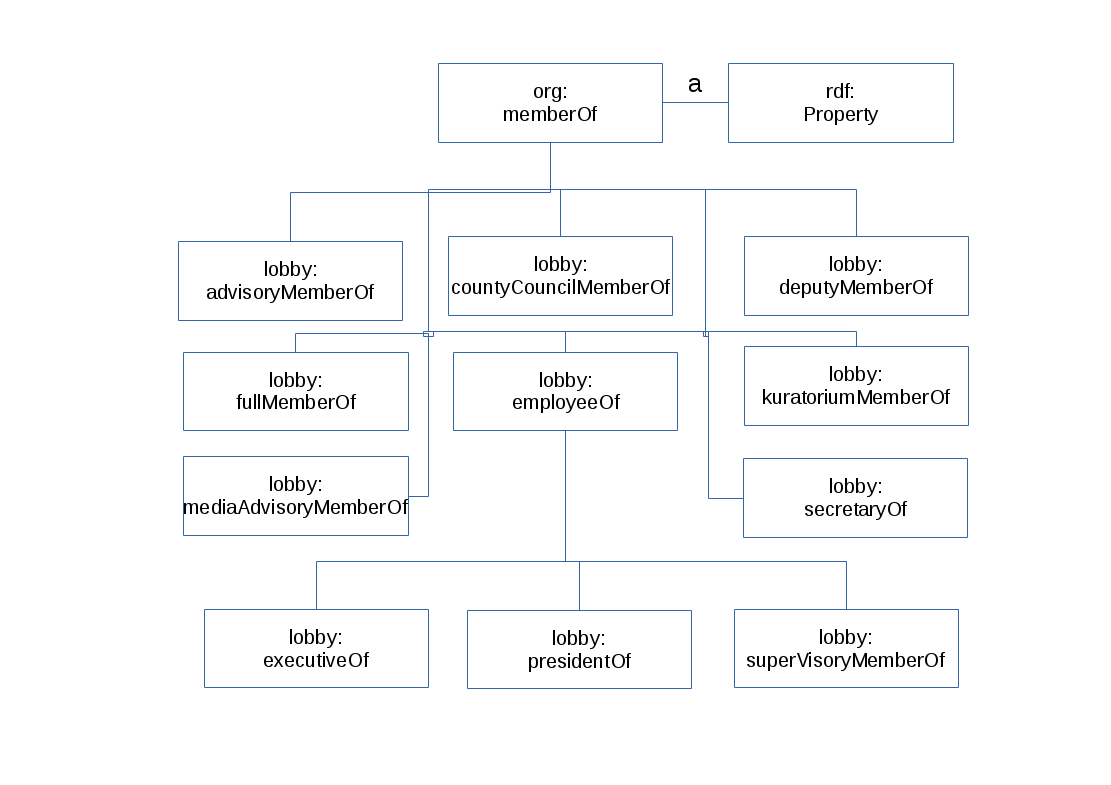 org:
memberOf
a
rdf:
Property
lobby:
advisoryMemberOf
lobby:
countyCouncilMemberOf
lobby:
deputyMemberOf
lobby:
fullMemberOf
lobby:
employeeOf
lobby:
kuratoriumMemberOf
lobby:
mediaAdvisoryMemberOf
lobby:
secretaryOf
lobby:
executiveOf
lobby:
presidentOf
lobby:
superVisoryMemberOf